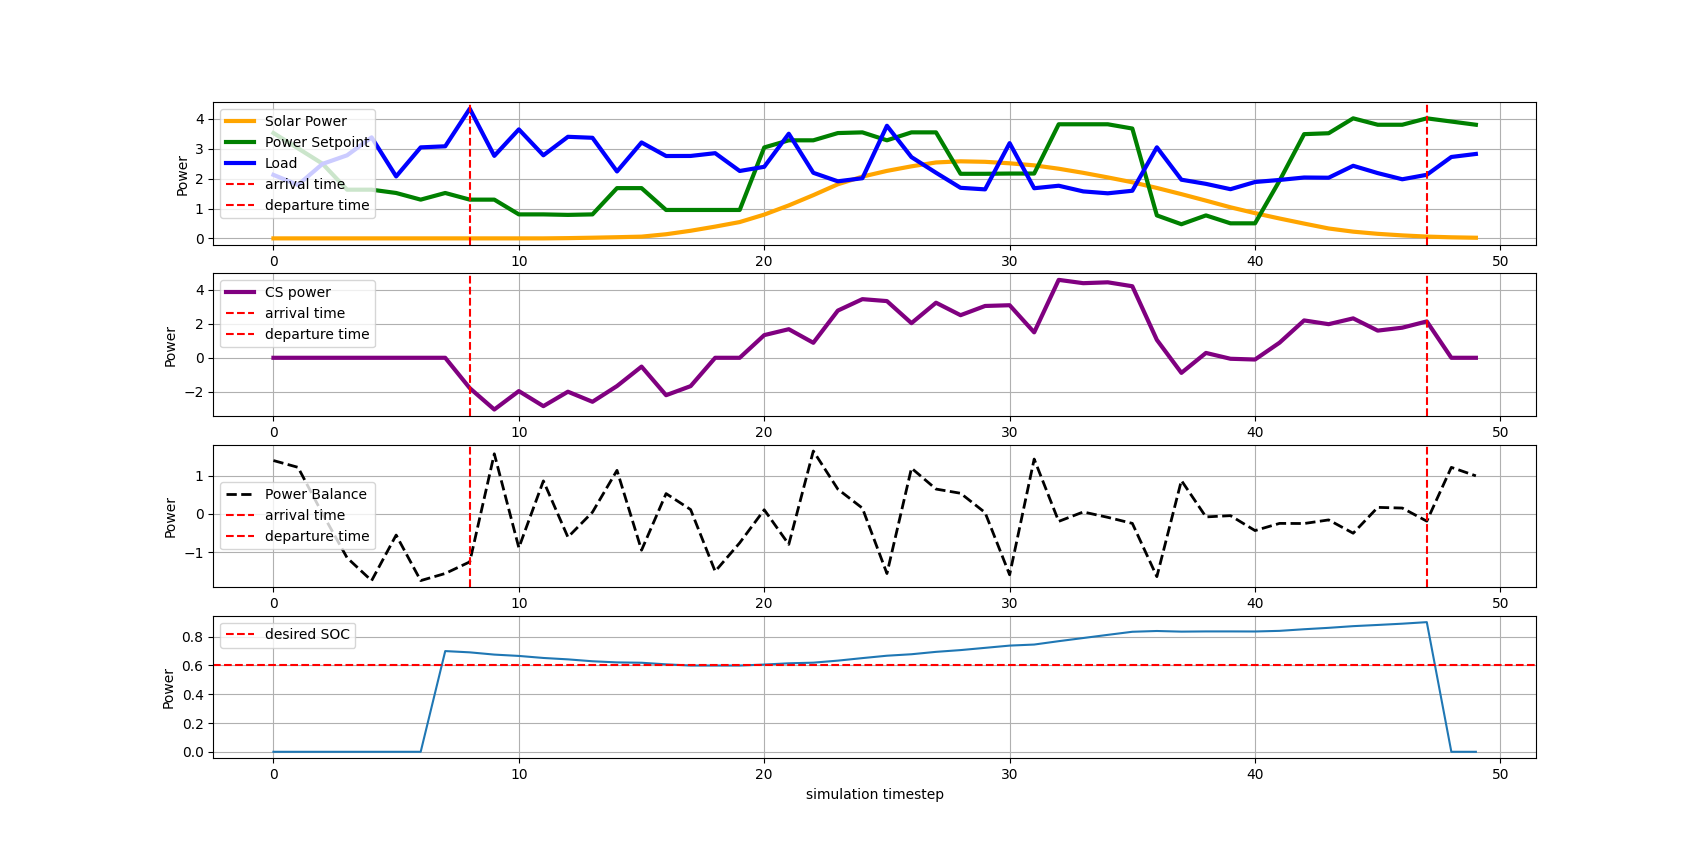 Power
4
3
2
1
0
Solar Power
Power Setpoint
Load
arrival time
departure time
0 10 20 30 40 50
Power
4
2
0
−2
CS power
arrival time
departure time
0 10 20 30 40 50
Power
1
0
−1
Power Balance
arrival time
departure time
0 10 20 30 40 50
Power
0.8
0.6
0.4
0.2
0.0
desired SOC
0 10 20 30 40 50
simulation timestep